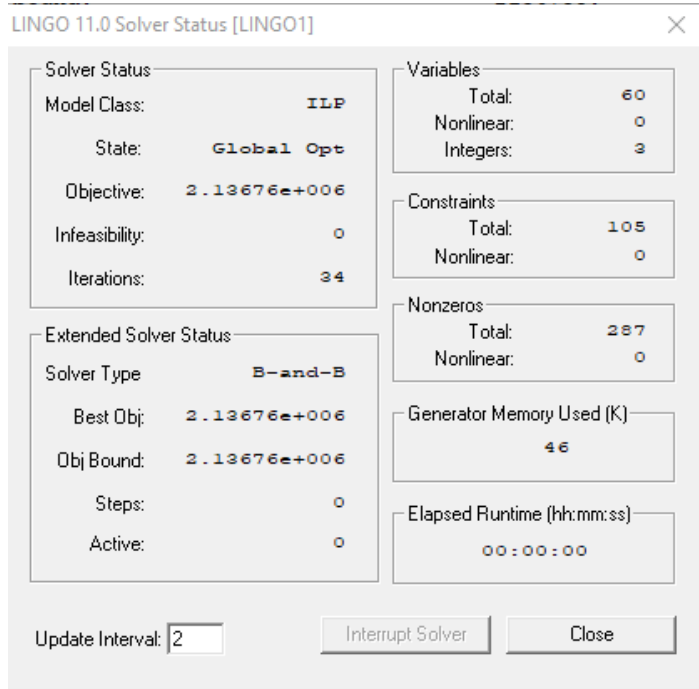 LINGO 11.0 Solver Status [LINGO1]
Solver Status
Model Class: ILP
State: Global Opt
Objective: 2.13676e+006
Infeasibility: 0
Iterations: 34
Extended Solver Status
Solver Type B-and-B
Best Obj: 2.13676e+006
Obj Bound: 2.13676e+006
Steps: 0
Active: 0
Variables
Total: 60
Nonlinear: 0
Integers: 3
Constraints
Total: 105
Nonlinear: 0
Nonzeros
Total: 287
Nonlinear: 0
Generator Memory Used (K)
46
Elapsed Runtime (hh:mm:ss)
00:00:00
Update Interval: 2
Interrupt Solver
Close